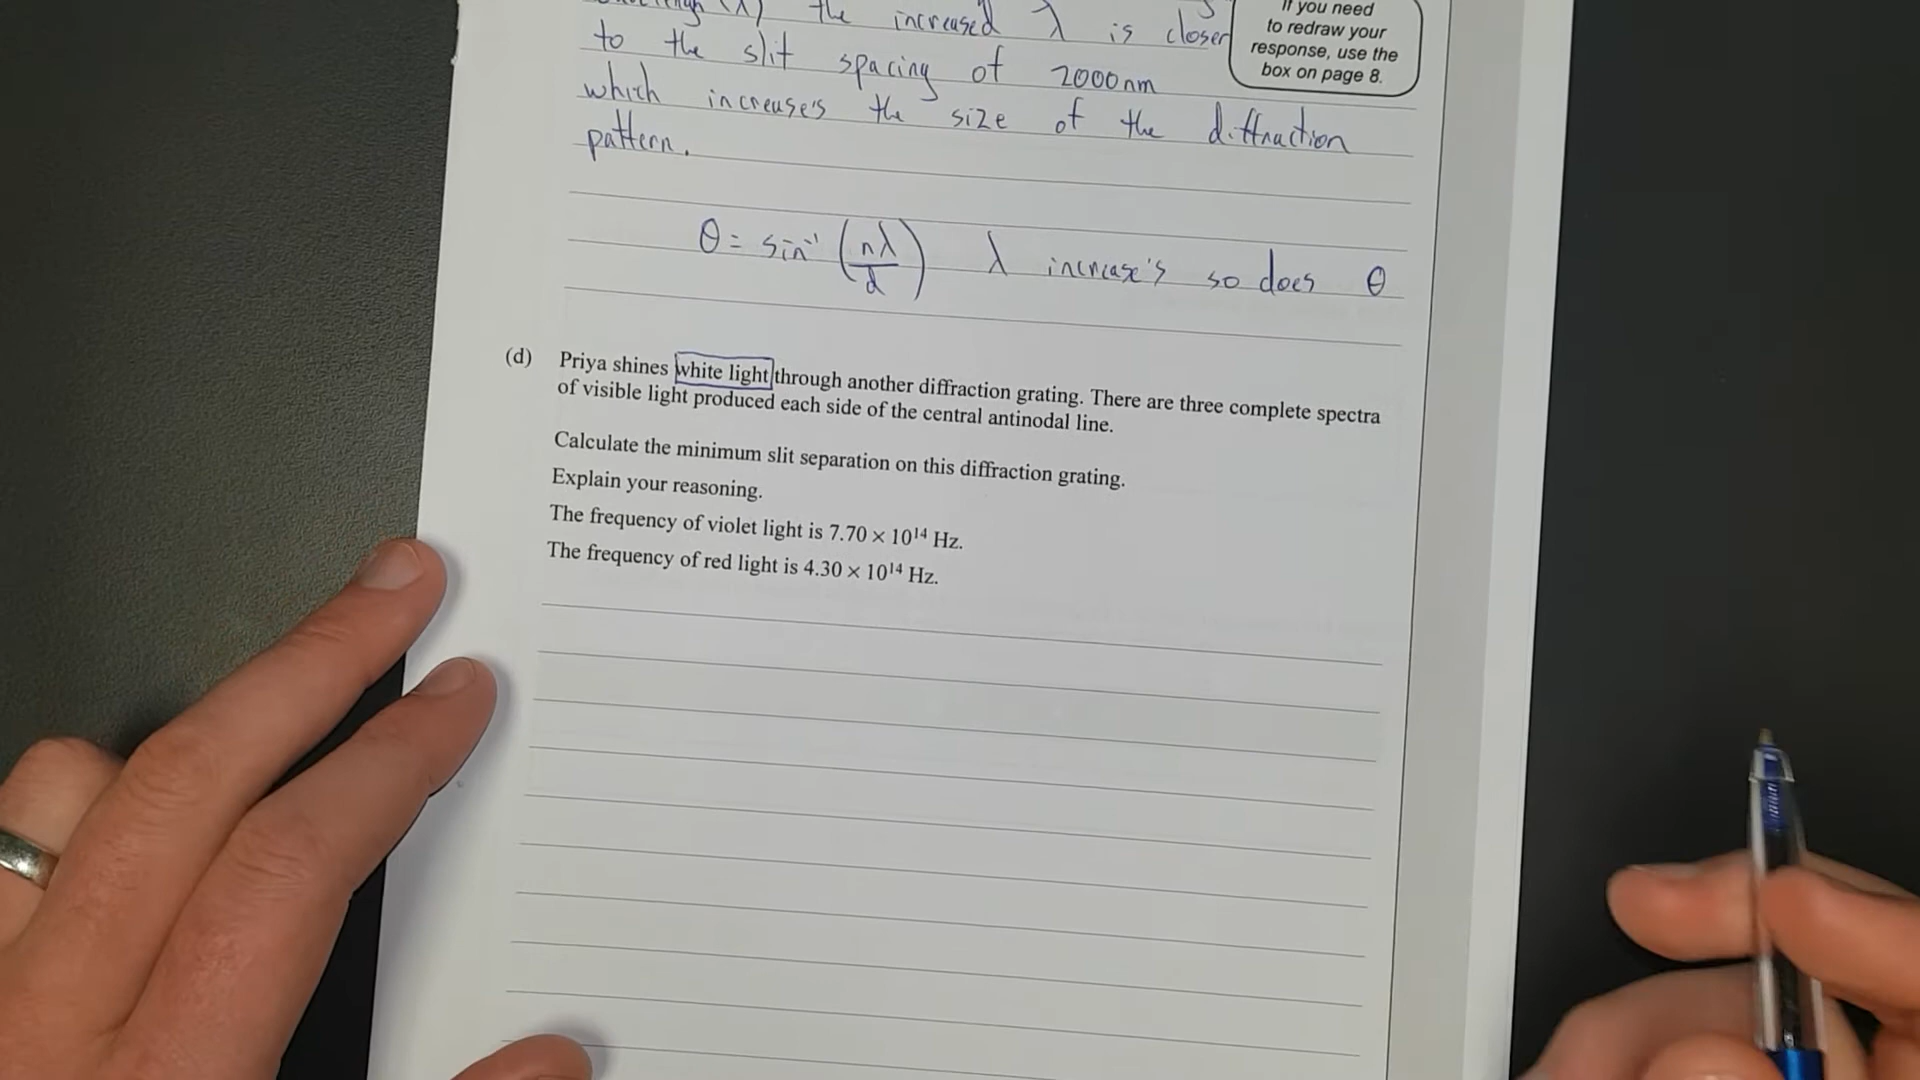 (λ) the increased λ is closer
If you need
to redraw your
response, use the
box on page 8.
to the slit spacing of 2000nm
which increase's the size of the diffraction
pattern.
θ = sin⁻¹ (nλ/d) λ increase's so does θ
(d) Priya shines white light through another diffraction grating. There are three complete spectra
of visible light produced each side of the central antinodal line.
Calculate the minimum slit separation on this diffraction grating.
Explain your reasoning.
The frequency of violet light is 7.70 × 10¹⁴ Hz.
The frequency of red light is 4.30 × 10¹⁴ Hz.